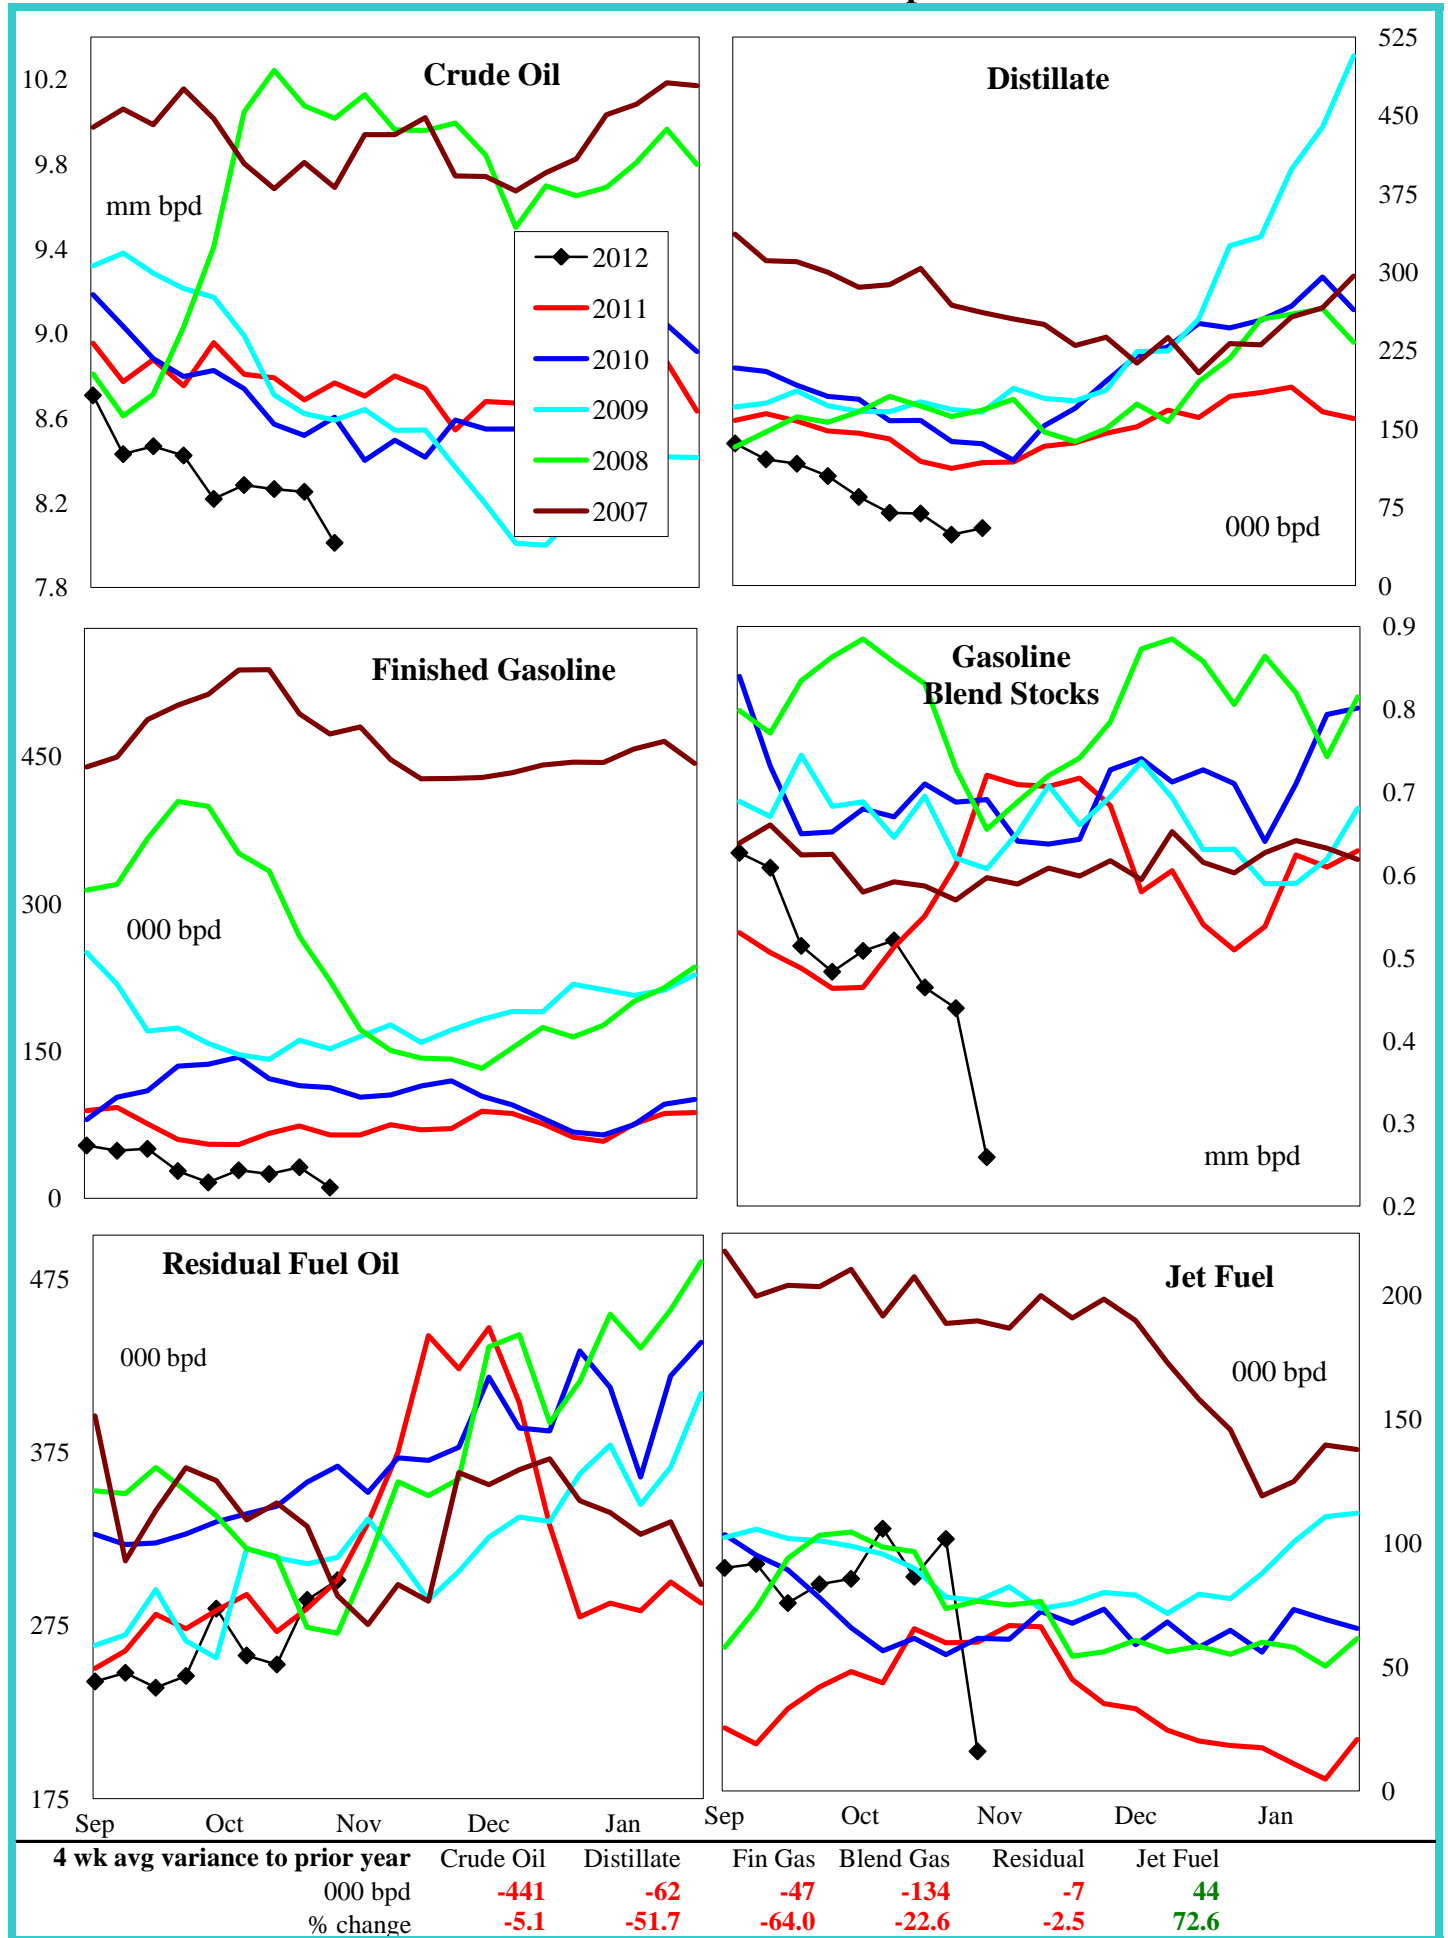 Crude Oil
10.2
9.8
9.4
9.0
8.6
8.2
7.8
mm bpd
2012
2011
2010
2009
2008
2007
Distillate
525
450
375
300
225
150
75
0
000 bpd
Finished Gasoline
450
300
150
0
000 bpd
Gasoline
Blend Stocks
0.9
0.8
0.7
0.6
0.5
0.4
0.3
0.2
mm bpd
Residual Fuel Oil
475
375
275
175
000 bpd
Sep Oct Nov Dec Jan
Jet Fuel
200
150
100
50
0
000 bpd
Sep Oct Nov Dec Jan
4 wk avg variance to prior year Crude Oil Distillate Fin Gas Blend Gas Residual Jet Fuel
000 bpd -441 -62 -47 -134 -7 44
% change -5.1 -51.7 -64.0 -22.6 -2.5 72.6